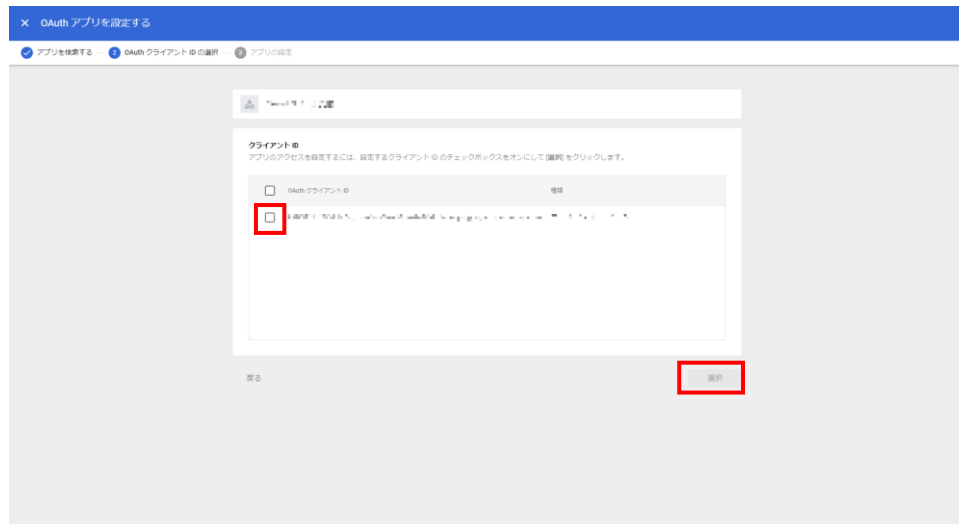 × OAuth アプリを設定する
アプリを検索する 2 OAuth クライアント ID の選択 3 アプリの設定
クライアント ID
アプリのアクセスを設定するには、設定するクライアント ID のチェックボックスをオンにして [選択] をクリックします。
OAuth クライアント ID 種類
戻る 選択